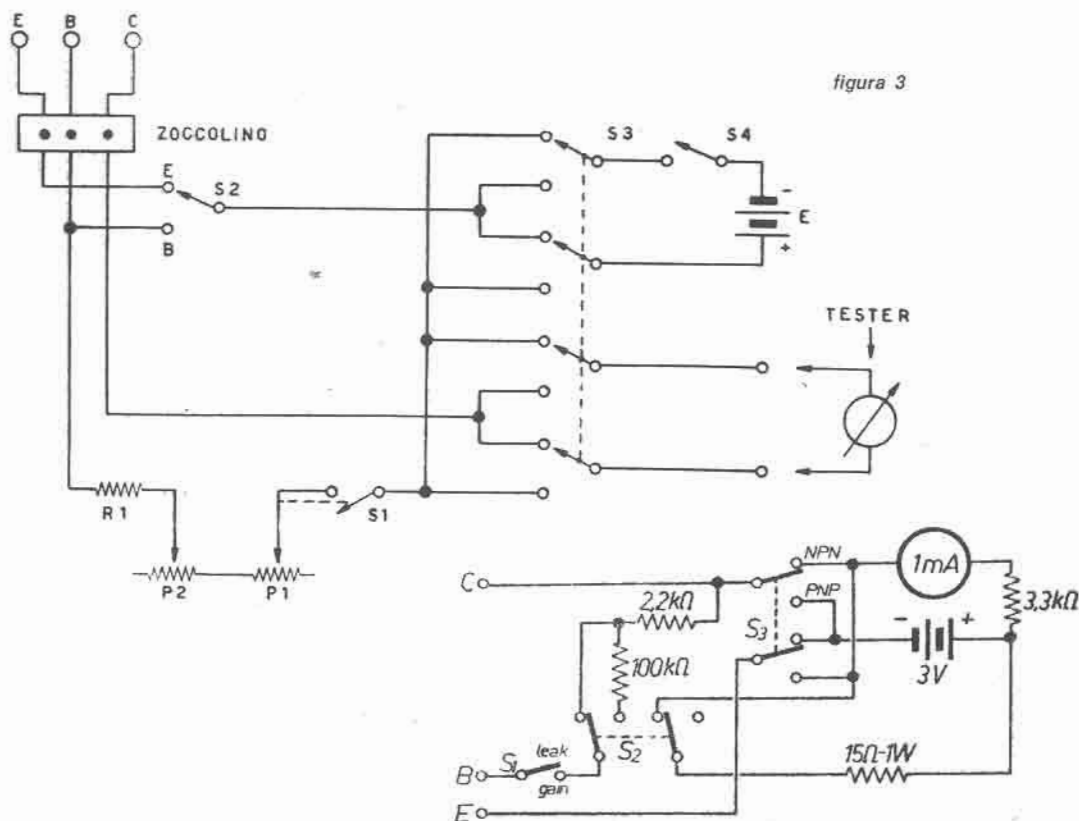 E B C
figura 3
ZOCCOLINO
S3 S4
E
S2
-
E
+
B
TESTER
R1
S1
P2 P1
NPN
1mA
C
PNP
2,2kΩ
3,3kΩ
S3
- +
100kΩ
3V
leak
S2
15Ω-1W
B S1
gain
E